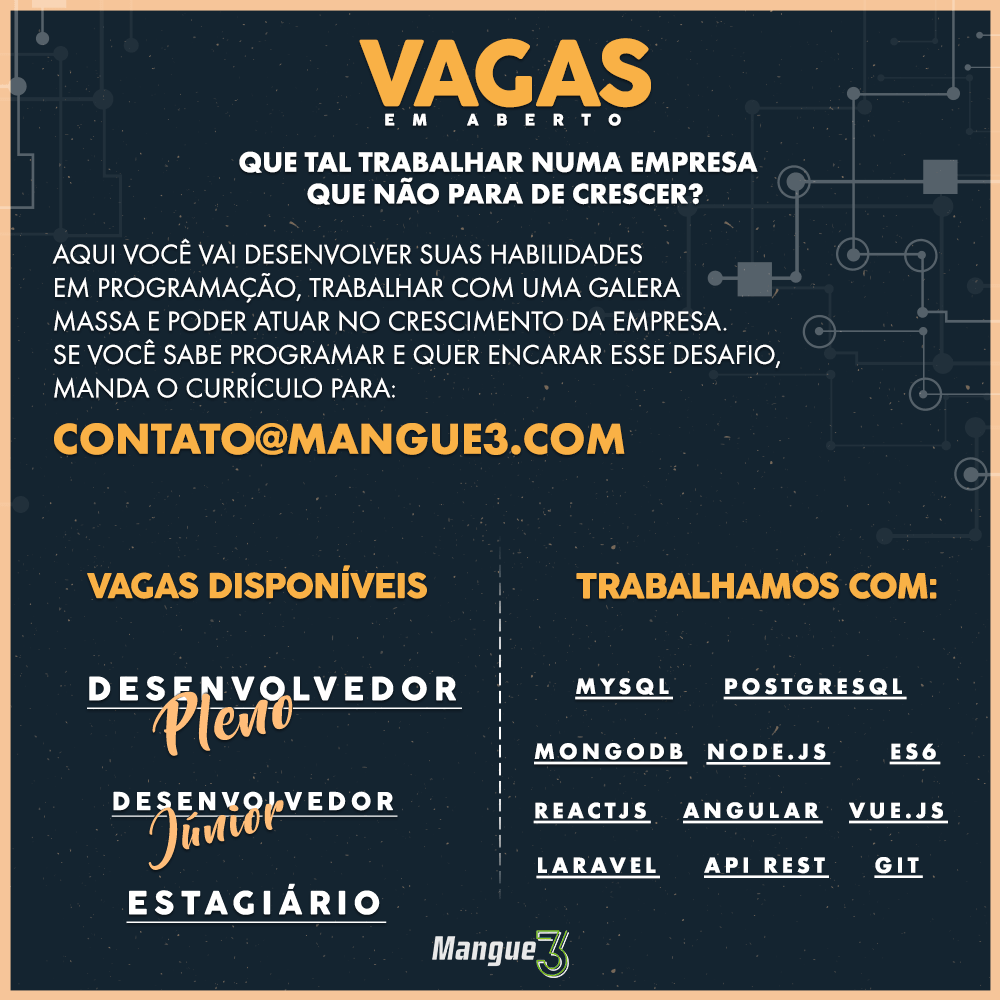 VAGAS
EM ABERTO
QUE TAL TRABALHAR NUMA EMPRESA
QUE NÃO PARA DE CRESCER?
AQUI VOCÊ VAI DESENVOLVER SUAS HABILIDADES
EM PROGRAMAÇÃO, TRABALHAR COM UMA GALERA
MASSA E PODER ATUAR NO CRESCIMENTO DA EMPRESA.
SE VOCÊ SABE PROGRAMAR E QUER ENCARAR ESSE DESAFIO,
MANDA O CURRÍCULO PARA:
CONTATO@MANGUE3.COM
VAGAS DISPONÍVEIS
DESENVOLVEDOR
Pleno
DESENVOLVEDOR
Júnior
ESTAGIÁRIO
TRABALHAMOS COM:
MYSQL POSTGRESQL
MONGODB NODE.JS ES6
REACTJS ANGULAR VUE.JS
LARAVEL API REST GIT
Mangue3